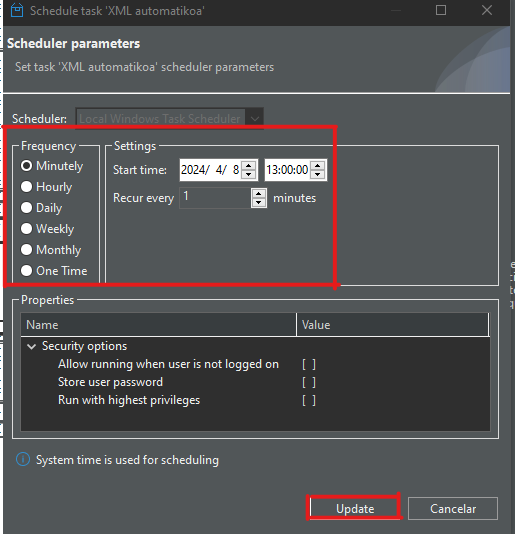 Schedule task 'XML automatikoa'
Scheduler parameters
Set task 'XML automatikoa' scheduler parameters
Scheduler: Local Windows Task Scheduler
Frequency
Minutely
Hourly
Daily
Weekly
Monthly
One Time
Settings
Start time: 2024/ 4/ 8 13:00:00
Recur every 1 minutes
Properties
Name Value
Security options
Allow running when user is not logged on [ ]
Store user password [ ]
Run with highest privileges [ ]
System time is used for scheduling
Update Cancelar